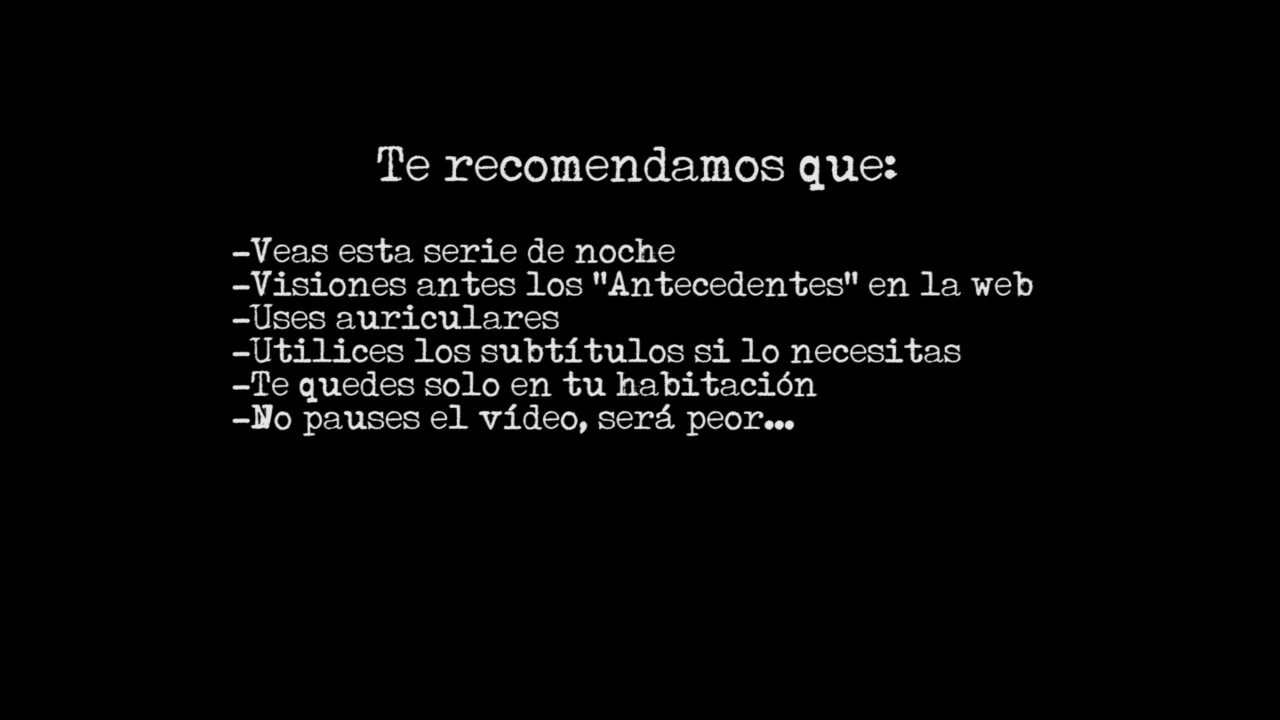 Te recomendamos que:
-Veas esta serie de noche
-Visiones antes los "Antecedentes" en la web
-Uses auriculares
-Utilices los subtítulos si lo necesitas
-Te quedes solo en tu habitación
-No pauses el vídeo, será peor...